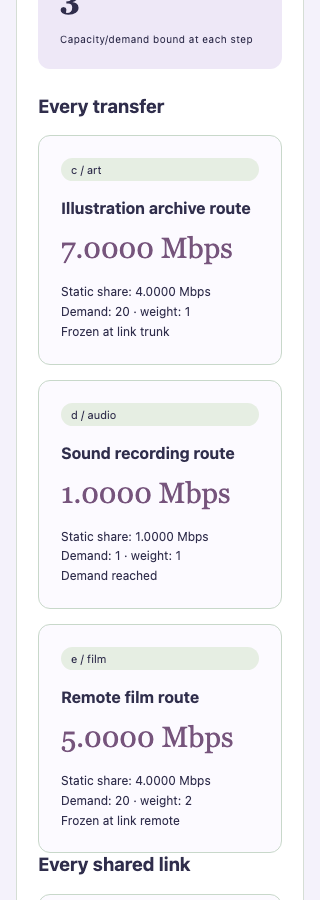 3
Capacity/demand bound at each step
Every transfer
c / art
Illustration archive route
7.0000 Mbps
Static share: 4.0000 Mbps
Demand: 20 · weight: 1
Frozen at link trunk
d / audio
Sound recording route
1.0000 Mbps
Static share: 1.0000 Mbps
Demand: 1 · weight: 1
Demand reached
e / film
Remote film route
5.0000 Mbps
Static share: 4.0000 Mbps
Demand: 20 · weight: 2
Frozen at link remote
Every shared link